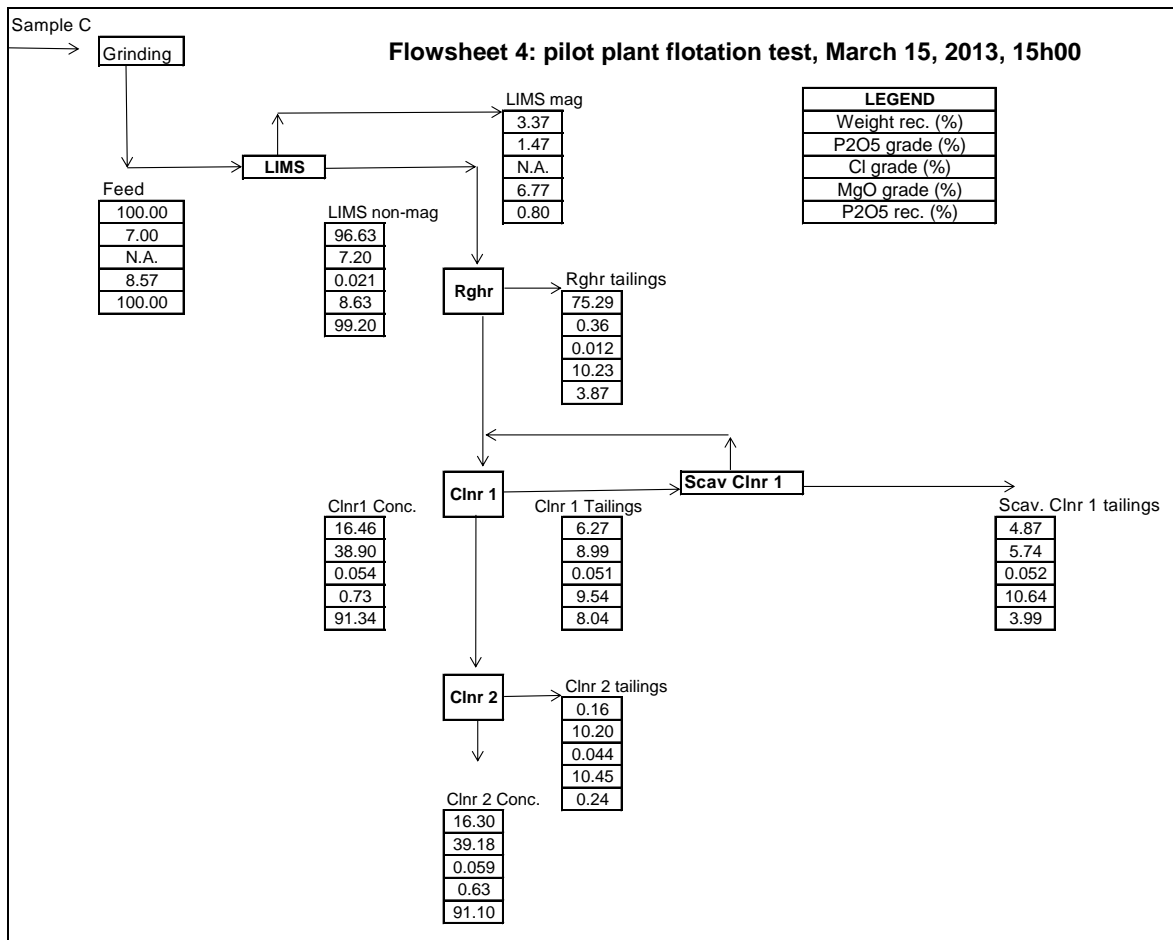 Sample C
Grinding
Flowsheet 4: pilot plant flotation test, March 15, 2013, 15h00
LIMS mag
3.37
1.47
N.A.
6.77
0.80
LEGEND
Weight rec. (%)
P2O5 grade (%)
Cl grade (%)
MgO grade (%)
P2O5 rec. (%)
LIMS
Feed
100.00
7.00
N.A.
8.57
100.00
LIMS non-mag
96.63
7.20
0.021
8.63
99.20
Rghr
Rghr tailings
75.29
0.36
0.012
10.23
3.87
Clnr 1
Scav Clnr 1
Clnr1 Conc.
16.46
38.90
0.054
0.73
91.34
Clnr 1 Tailings
6.27
8.99
0.051
9.54
8.04
Scav. Clnr 1 tailings
4.87
5.74
0.052
10.64
3.99
Clnr 2
Clnr 2 tailings
0.16
10.20
0.044
10.45
0.24
Clnr 2 Conc.
16.30
39.18
0.059
0.63
91.10